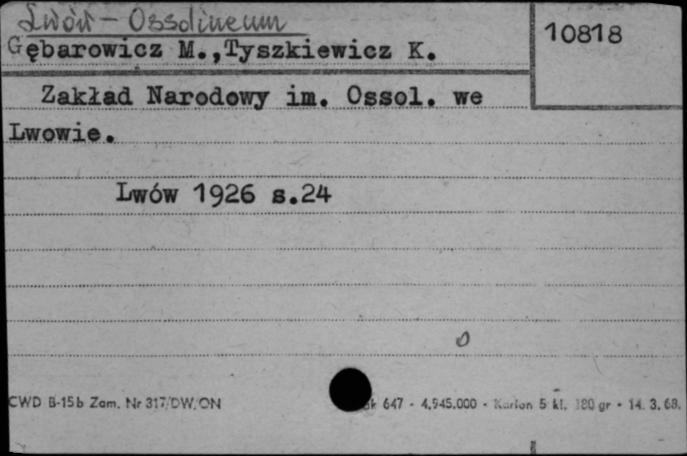 Lwów - Ossolineum
Gębarowicz M., Tyszkiewicz K.
10818
Zakład Narodowy im. Ossol. we
Lwowie.
Lwów 1926 s.24
CWD B-15b Zam. Nr 317/DW/ON
647 - 4.945.000 - Karton 5 kl. 180 gr - 14. 3. 68.